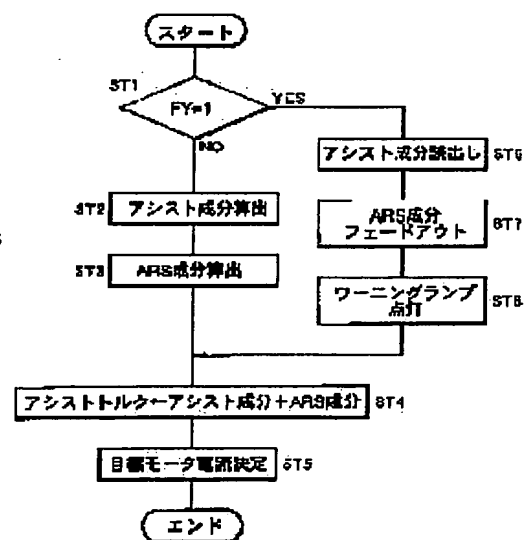 スタート
ST1
FY=1
YES
NO
アシスト成分読出し
ST6
ST2
アシスト成分算出
ARS成分
フェードアウト
ST7
ST3
ARS成分算出
ワーニングランプ
点灯
ST8
アシストトルク←アシスト成分+ARS成分
ST4
目標モータ電流決定
ST5
エンド